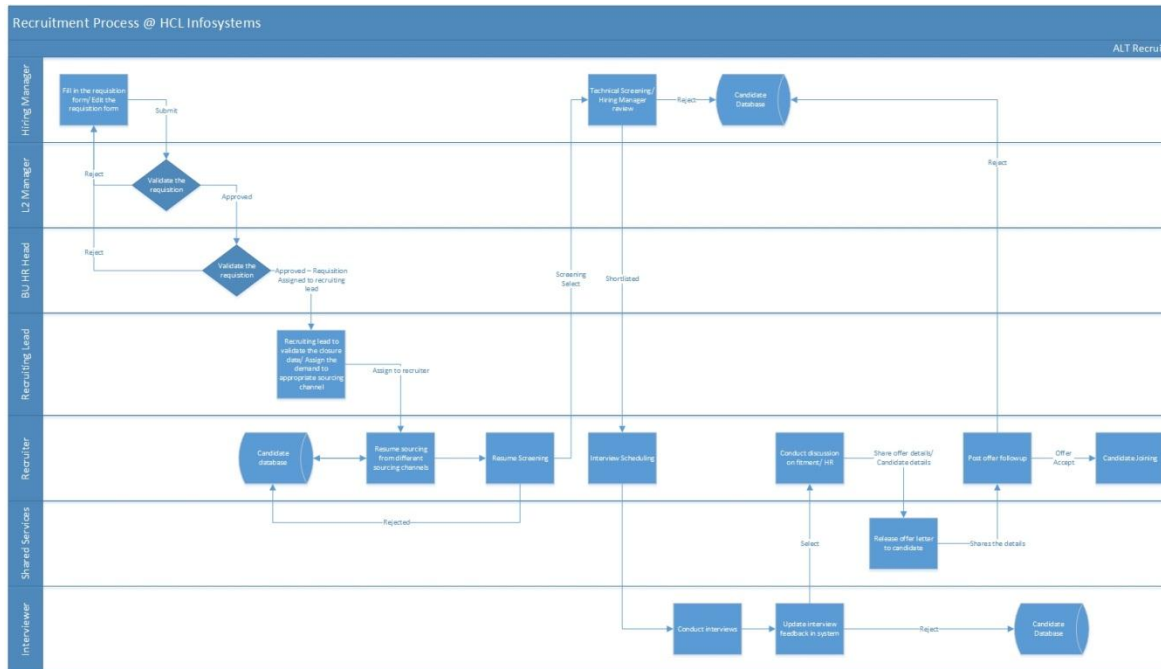 Recruitment Process @ HCL Infosystems
ALT Recrui
Hiring Manager
Fill in the requisition
form/ Edit the
requisition form
Submit
Technical Screening/
Hiring Manager
review
Reject
Candidate
Database
L2 Manager
Reject
Validate the
requisition
Approved
Reject
BU HR Head
Reject
Validate the
requisition
Approved – Requisition
Assigned to recruiting
lead
Screening
Select
Shortlisted
Recruiting Lead
Recruiting lead to
validate the closure
date/ Assign the
demand to
appropriate sourcing
channel
Assign to recruiter
Recruiter
Candidate
database
Resume sourcing
from different
sourcing channels
Resume Screening
Interview Scheduling
Conduct discussion
on fitment/ HR
Share offer details/
Candidate details
Post offer followup
Offer
Accept
Candidate Joining
Shared Services
Rejected
Select
Release offer letter
to candidate
Shares the details
Interviewer
Conduct interviews
Update interview
feedback in system
Reject
Candidate
Database